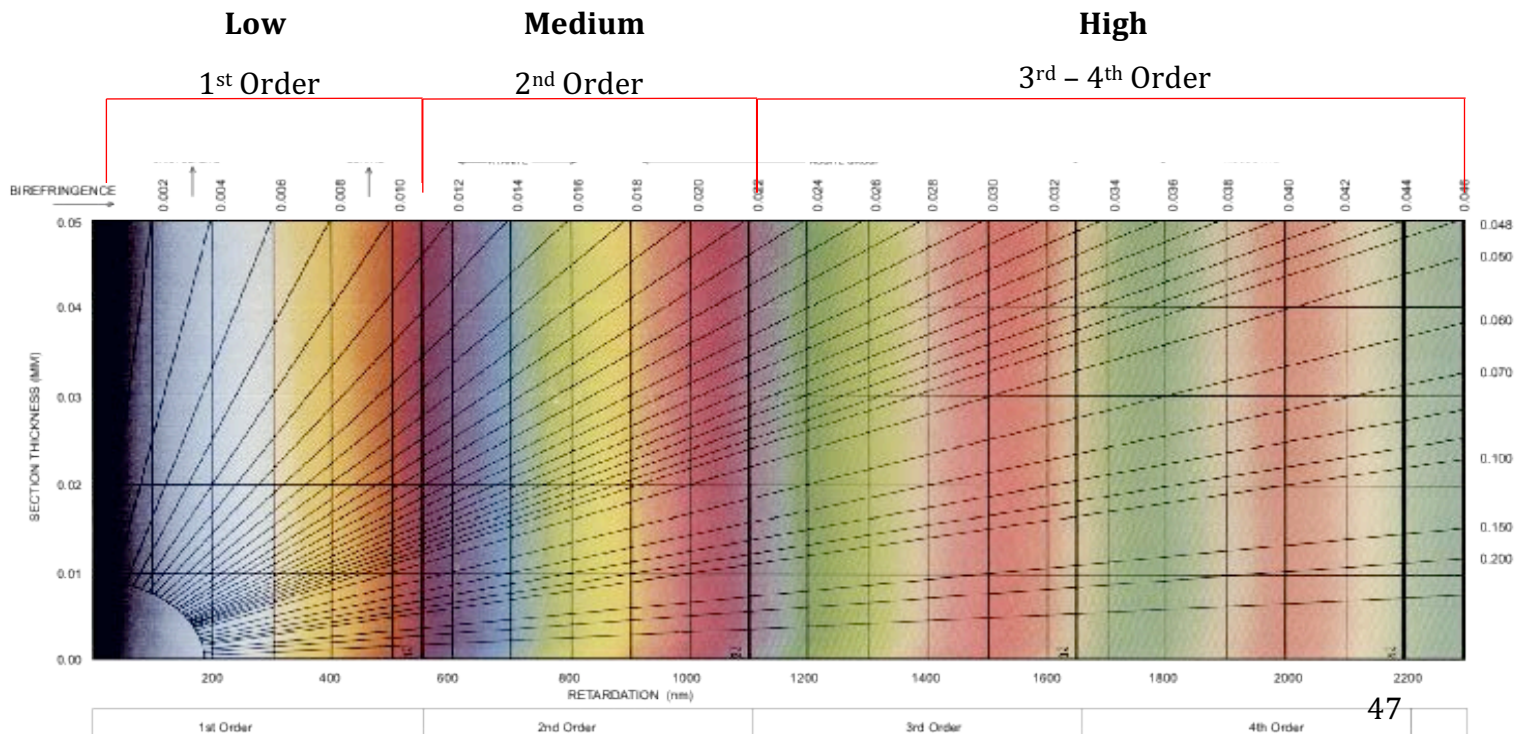 Low Medium High
1st Order 2nd Order 3rd – 4th Order
BIREFRINGENCE 0.002 0.004 0.006 0.008 0.010 0.012 0.014 0.016 0.018 0.020 0.022 0.024 0.026 0.028 0.030 0.032 0.034 0.036 0.038 0.040 0.042 0.044 0.046
0.05 0.048
0.050
0.04 0.060
0.070
0.03
0.100
0.02
0.150
0.200
0.01
0.00
SECTION THICKNESS (MM)
200 400 600 800 1000 1200 1400 1600 1800 2000 2200
RETARDATION (nm)
47
1st Order 2nd Order 3rd Order 4th Order